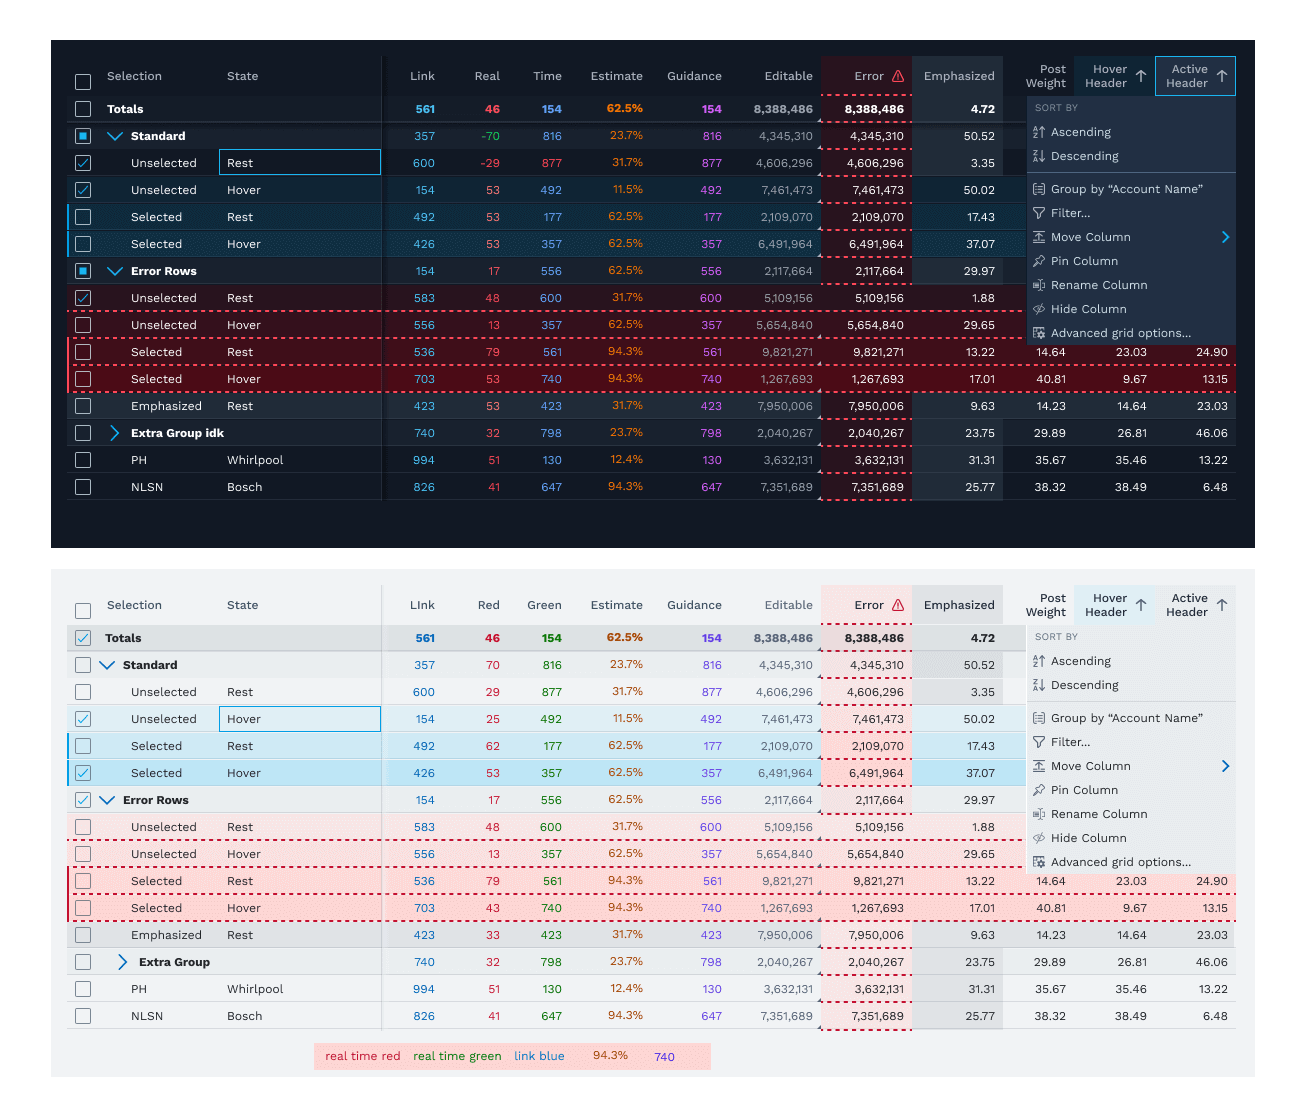 Selection State Link Real Time Estimate Guidance Editable Error Emphasized Post Weight Hover Header Active Header
Totals 561 46 154 62.5% 154 8,388,486 8,388,486 4.72 SORT BY
Standard 357 -70 816 23.7% 816 4,345,310 4,345,310 50.52 Ascending
Unselected Rest 600 -29 877 31.7% 877 4,606,296 4,606,296 3.35 Descending
Unselected Hover 154 53 492 11.5% 492 7,461,473 7,461,473 50.02 Group by “Account Name”
Selected Rest 492 53 177 62.5% 177 2,109,070 2,109,070 17.43 Filter...
Selected Hover 426 53 357 62.5% 357 6,491,964 6,491,964 37.07 Move Column
Error Rows 154 17 556 62.5% 556 2,117,664 2,117,664 29.97 Pin Column
Unselected Rest 583 48 600 31.7% 600 5,109,156 5,109,156 1.88 Rename Column
Hide Column
Unselected Hover 556 13 357 62.5% 357 5,654,840 5,654,840 29.65 Advanced grid options...
Selected Rest 536 79 561 94.3% 561 9,821,271 9,821,271 13.22 14.64 23.03 24.90
Selected Hover 703 53 740 94.3% 740 1,267,693 1,267,693 17.01 40.81 9.67 13.15
Emphasized Rest 423 53 423 31.7% 423 7,950,006 7,950,006 9.63 14.23 14.64 23.03
Extra Group idk 740 32 798 23.7% 798 2,040,267 2,040,267 23.75 29.89 26.81 46.06
PH Whirlpool 994 51 130 12.4% 130 3,632,131 3,632,131 31.31 35.67 35.46 13.22
NLSN Bosch 826 41 647 94.3% 647 7,351,689 7,351,689 25.77 38.32 38.49 6.48
Selection State LInk Red Green Estimate Guidance Editable Error Emphasized Post Weight Hover Header Active Header
Totals 561 46 154 62.5% 154 8,388,486 8,388,486 4.72 SORT BY
Standard 357 70 816 23.7% 816 4,345,310 4,345,310 50.52 Ascending
Unselected Rest 600 29 877 31.7% 877 4,606,296 4,606,296 3.35 Descending
Unselected Hover 154 25 492 11.5% 492 7,461,473 7,461,473 50.02 Group by “Account Name”
Selected Rest 492 62 177 62.5% 177 2,109,070 2,109,070 17.43 Filter...
Selected Hover 426 53 357 62.5% 357 6,491,964 6,491,964 37.07 Move Column
Error Rows 154 17 556 62.5% 556 2,117,664 2,117,664 29.97 Pin Column
Unselected Rest 583 48 600 31.7% 600 5,109,156 5,109,156 1.88 Rename Column
Hide Column
Unselected Hover 556 13 357 62.5% 357 5,654,840 5,654,840 29.65 Advanced grid options...
Selected Rest 536 79 561 94.3% 561 9,821,271 9,821,271 13.22 14.64 23.03 24.90
Selected Hover 703 43 740 94.3% 740 1,267,693 1,267,693 17.01 40.81 9.67 13.15
Emphasized Rest 423 33 423 31.7% 423 7,950,006 7,950,006 9.63 14.23 14.64 23.03
Extra Group 740 32 798 23.7% 798 2,040,267 2,040,267 23.75 29.89 26.81 46.06
PH Whirlpool 994 51 130 12.4% 130 3,632,131 3,632,131 31.31 35.67 35.46 13.22
NLSN Bosch 826 41 647 94.3% 647 7,351,689 7,351,689 25.77 38.32 38.49 6.48
real time red real time green link blue 94.3% 740